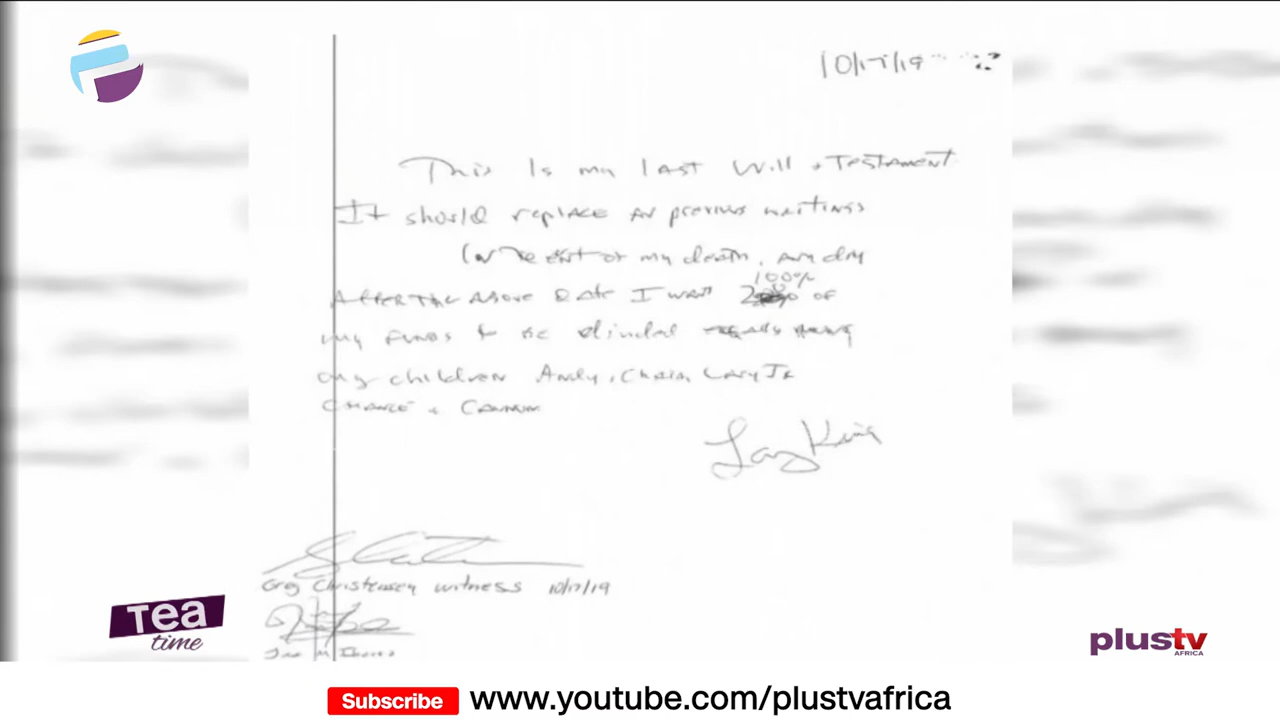 10/17/19
This Is my last Will + Testament
It should replace all previous writings
In the event of my death, any day
100%
After the Above Date I want of
my funds to be divided equally among
my children Andy, Chaia, Larry Jr
Chance + Cannon
Larry King
Greg Christensen witness 10/17/19
Tea
time
plustv
AFRICA
Subscribe www.youtube.com/plustvafrica